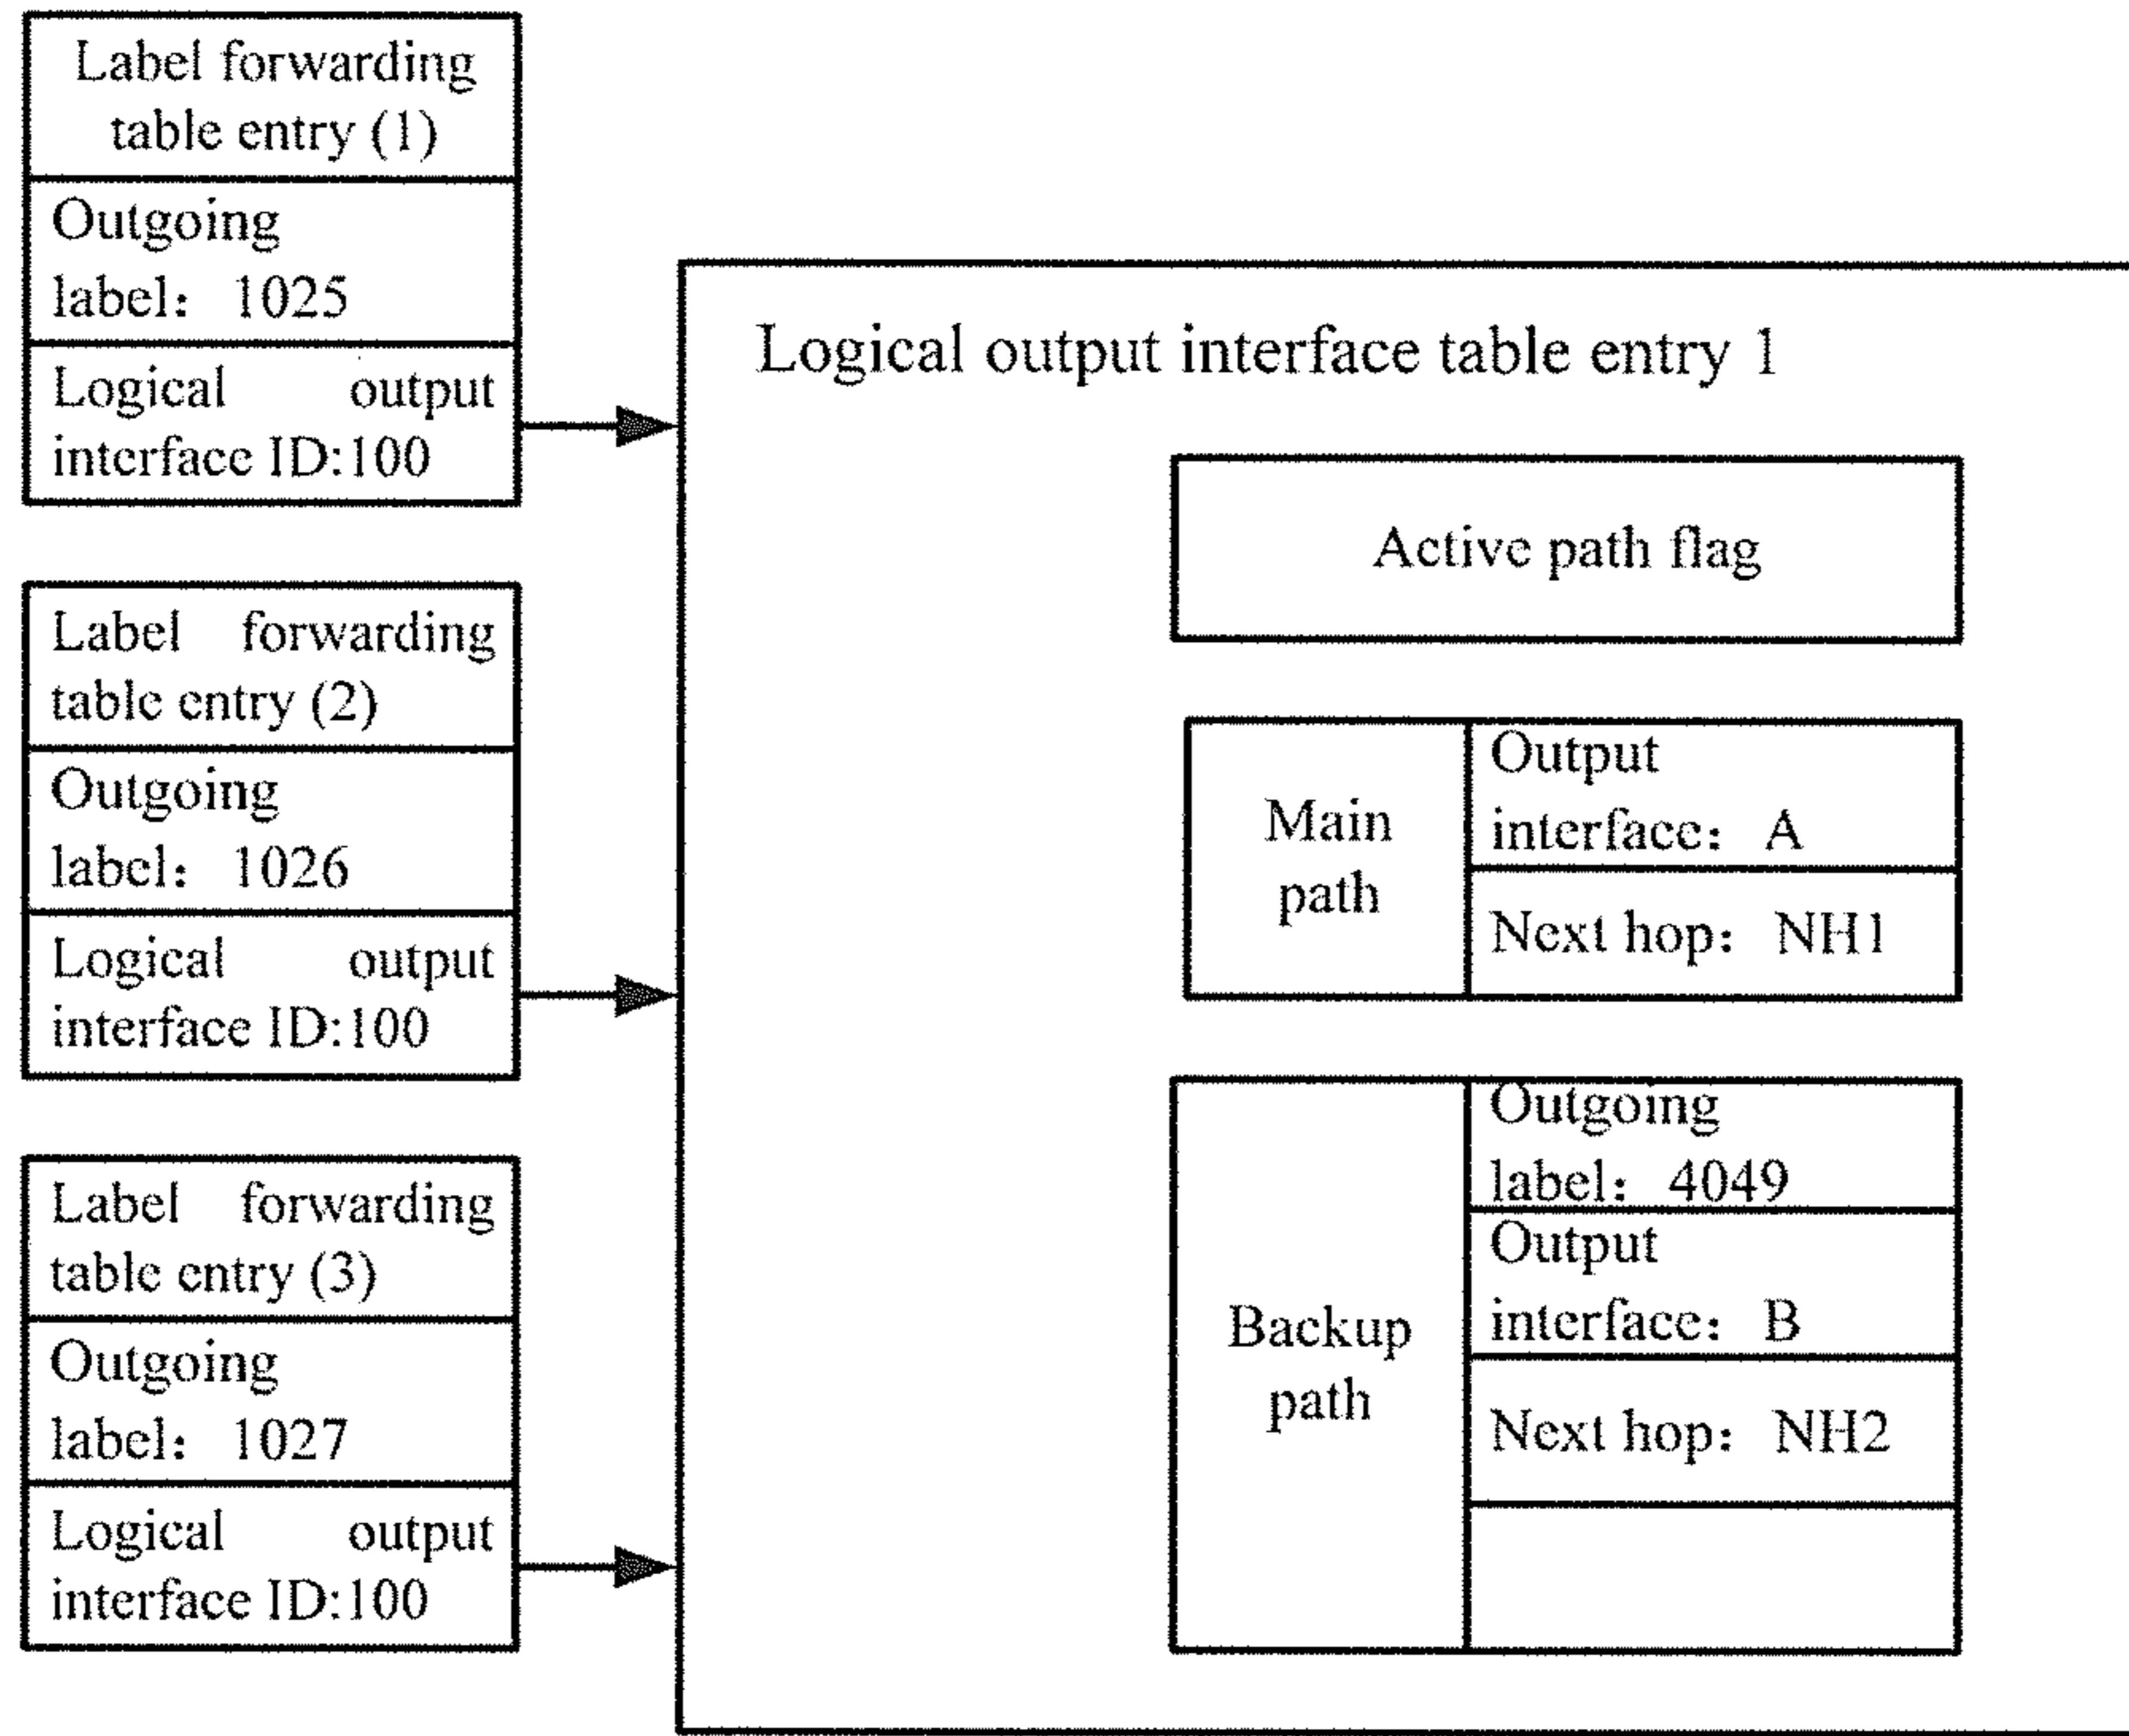 Label forwarding
table entry (1)
Outgoing
label：1025
Logical output
interface ID:100
Label forwarding
table entry (2)
Outgoing
label：1026
Logical output
interface ID:100
Label forwarding
table entry (3)
Outgoing
label：1027
Logical output
interface ID:100
Logical output interface table entry 1
Active path flag
Main
path
Output
interface：A
Next hop：NH1
Backup
path
Outgoing
label：4049
Output
interface：B
Next hop：NH2